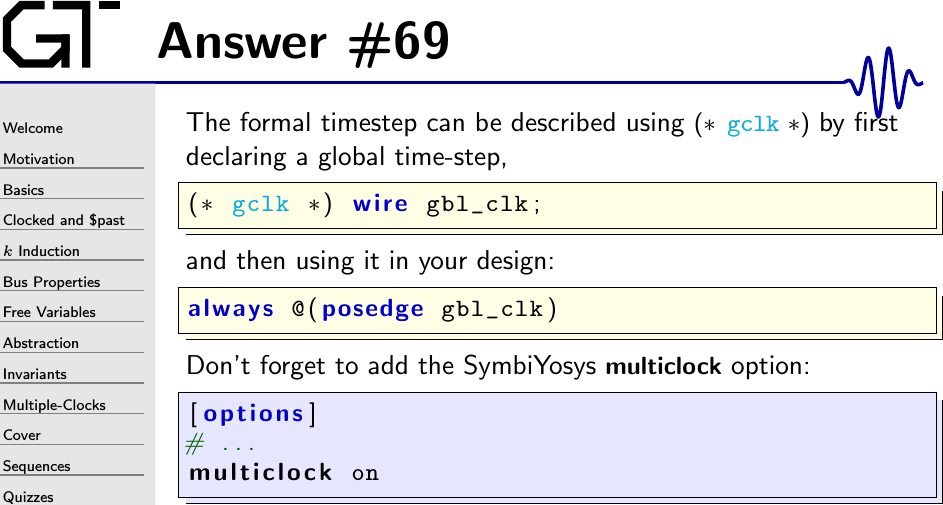 GT
Answer #69
Welcome
Motivation
Basics
Clocked and $past
k Induction
Bus Properties
Free Variables
Abstraction
Invariants
Multiple-Clocks
Cover
Sequences
Quizzes
The formal timestep can be described using (* gclk *) by first
declaring a global time-step,
(* gclk *) wire gbl_clk;
and then using it in your design:
always @(posedge gbl_clk)
Don't forget to add the SymbiYosys multiclock option:
[options]
# ...
multiclock on